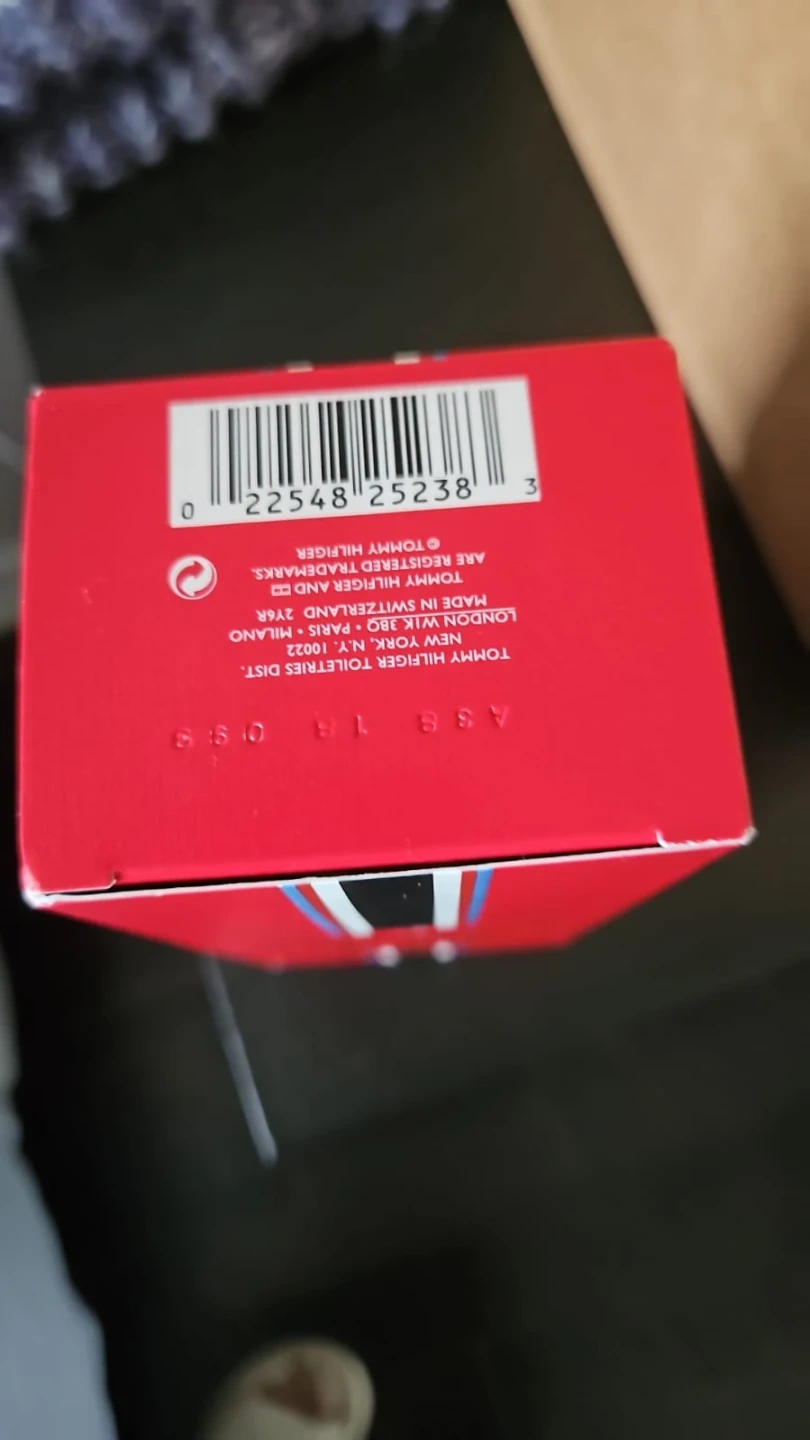 0 22548 25238 3
TOMMY HILFIGER TOILETRIES DIST.
NEW YORK, N.Y. 10022
LONDON W1K 3BQ • PARIS • MILANO
MADE IN SWITZERLAND 2Y6R
TOMMY HILFIGER AND
ARE REGISTERED TRADEMARKS.
© TOMMY HILFIGER